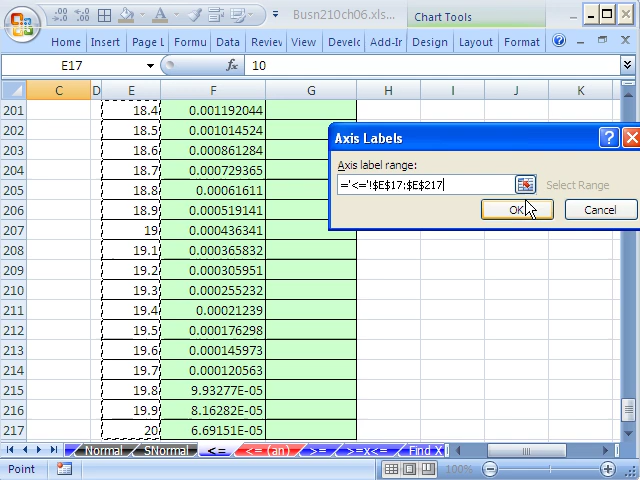 Busn210ch06.xls... Chart Tools
Home Insert Page L Formu Data Review View Develc Add-Ir Design Layout Format
E17 10
C D E F G H I J K
201 18.4 0.001192044
202 18.5 0.001014524
203 18.6 0.000861284
204 18.7 0.000729365
205 18.8 0.00061611
206 18.9 0.000519141
207 19 0.000436341
208 19.1 0.000365832
209 19.2 0.000305951
210 19.3 0.000255232
211 19.4 0.00021239
212 19.5 0.000176298
213 19.6 0.000145973
214 19.7 0.000120563
215 19.8 9.93277E-05
216 19.9 8.16282E-05
217 20 6.69151E-05
Axis Labels
Axis label range:
='<='!$E$17:$E$217 Select Range
OK Cancel
Normal SNormal <= <= (an) >= >=x<= Find X
Point 100%